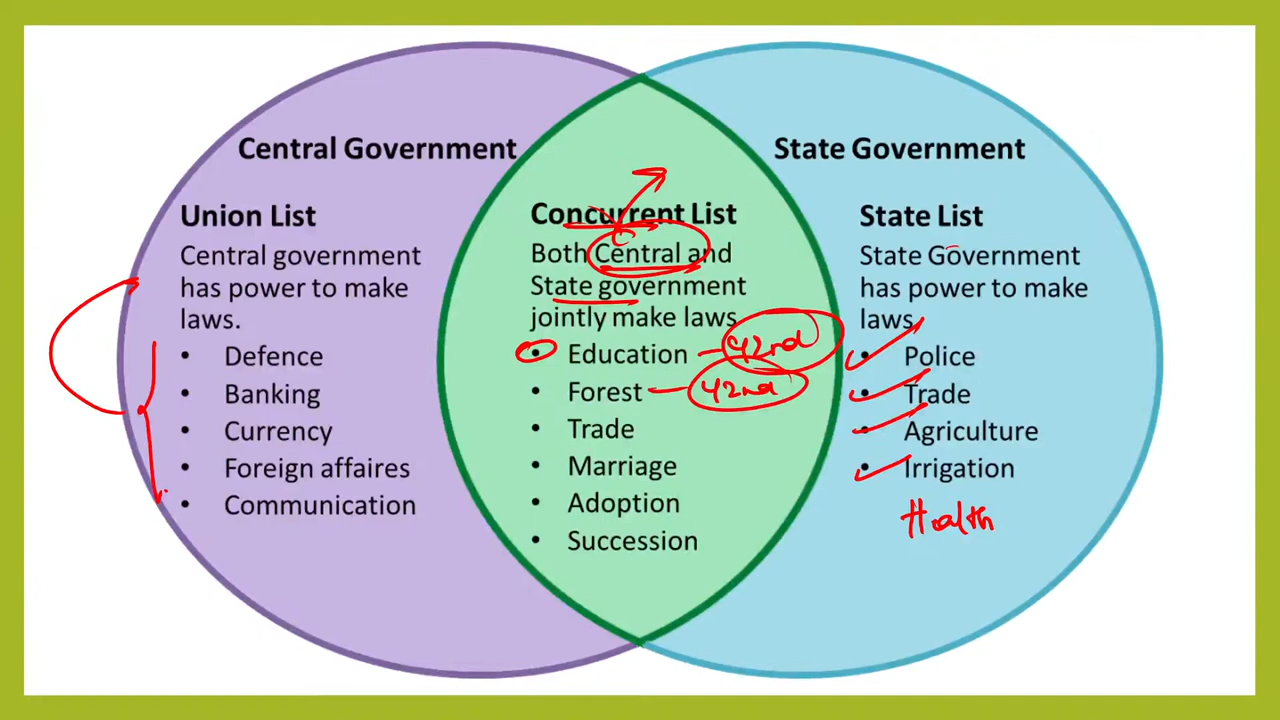 Central Government
Union List
Central government
has power to make
laws.
• Defence
• Banking
• Currency
• Foreign affaires
• Communication
Concurrent List
Both Central and
State government
jointly make laws
• Education - 42nd
• Forest - 42nd
• Trade
• Marriage
• Adoption
• Succession
State Government
State List
State Government
has power to make
laws.
• Police
• Trade
• Agriculture
• Irrigation
Health